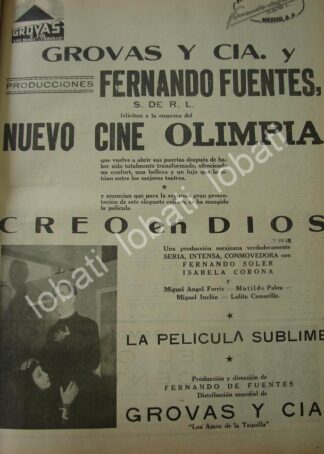 GROVAS
MEXICO, D. F.
GROVAS Y CIA. y
PRODUCCIONES FERNANDO FUENTES,
S. DE R. L.
felicitan a la empresa del
NUEVO CINE OLIMPIA
que vuelve a abrir sus puertas después de ha-
ber sido totalmente transformado, ofreciendo
un confort, una belleza y un lujo que lo si-
túan entre los mejores teatros.
y anuncian que para la segunda gran presen-
tación de este elegante coliseo, se ha escogido
la película
CREO en DIOS
Una producción mexicana verdaderamente
SERIA, INTENSA, CONMOVEDORA con
FERNANDO SOLER
ISABELA CORONA
y
Miguel Angel Ferriz — Matilde Palou —
Miguel Inclán — Lolita Camarillo.
LA PELICULA SUBLIME
Producción y dirección de
FERNANDO DE FUENTES
Distribución mundial de
GROVAS Y CIA
"Los Amos de la Taquilla"
lobati lobati lobati
lobati lobati lobati